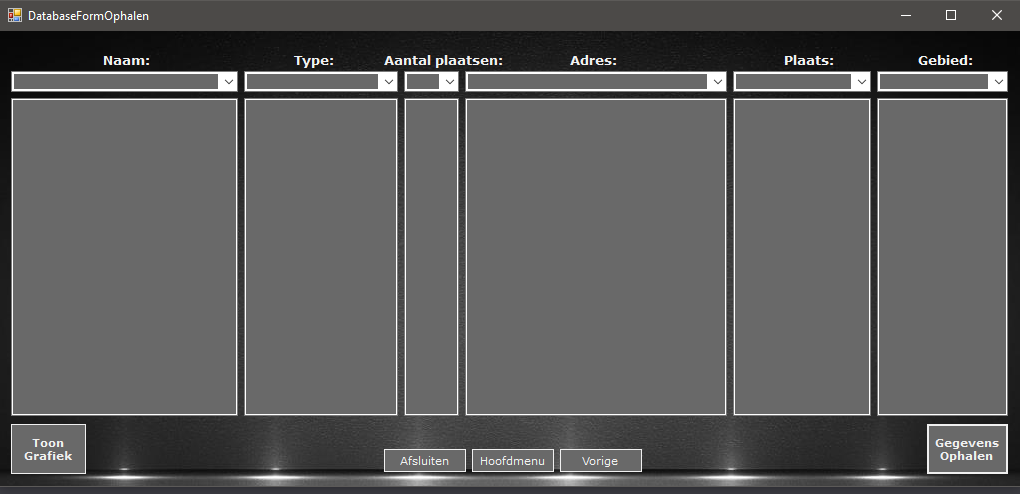 DatabaseFormOphalen
Naam: Type: Aantal plaatsen: Adres: Plaats: Gebied:
Toon
Grafiek
Afsluiten Hoofdmenu Vorige
Gegevens
Ophalen